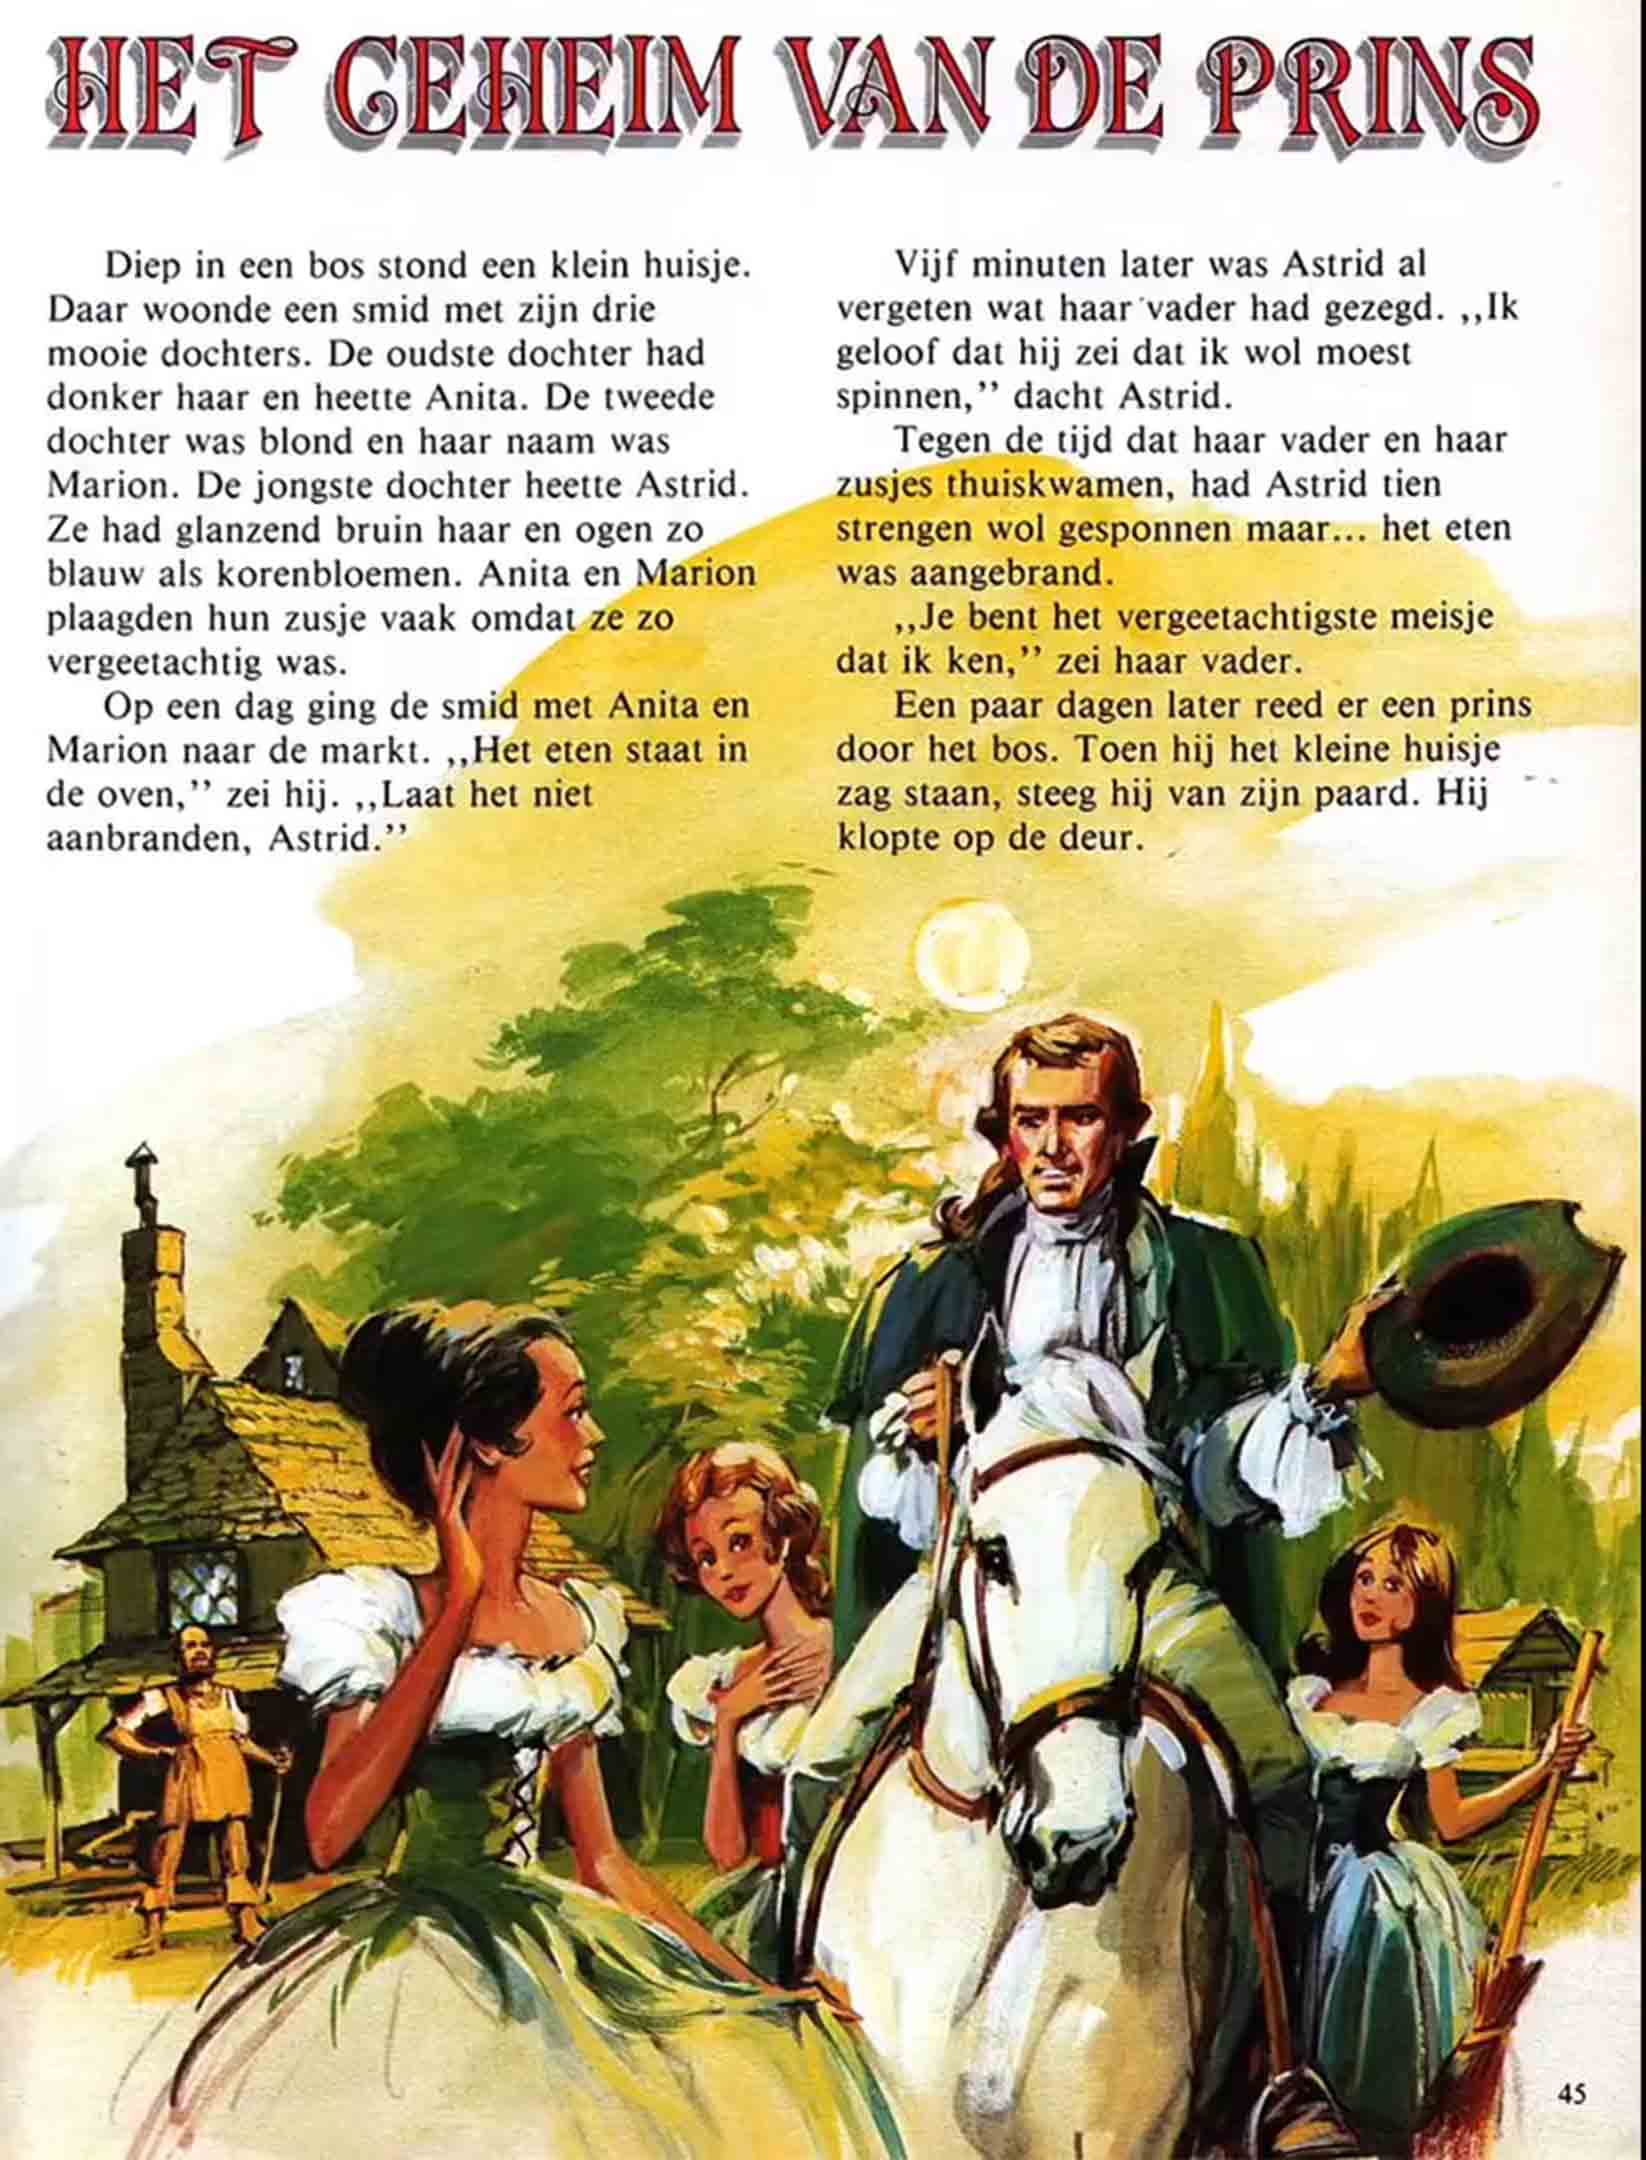 HET GEHEIM VAN DE PRINS
Diep in een bos stond een klein huisje.
Daar woonde een smid met zijn drie
mooie dochters. De oudste dochter had
donker haar en heette Anita. De tweede
dochter was blond en haar naam was
Marion. De jongste dochter heette Astrid.
Ze had glanzend bruin haar en ogen zo
blauw als korenbloemen. Anita en Marion
plaagden hun zusje vaak omdat ze zo
vergeetachtig was.
Op een dag ging de smid met Anita en
Marion naar de markt. ,,Het eten staat in
de oven,'' zei hij. ,,Laat het niet
aanbranden, Astrid.''
Vijf minuten later was Astrid al
vergeten wat haar vader had gezegd. ,,Ik
geloof dat hij zei dat ik wol moest
spinnen,'' dacht Astrid.
Tegen de tijd dat haar vader en haar
zusjes thuiskwamen, had Astrid tien
strengen wol gesponnen maar... het eten
was aangebrand.
,,Je bent het vergeetachtigste meisje
dat ik ken,'' zei haar vader.
Een paar dagen later reed er een prins
door het bos. Toen hij het kleine huisje
zag staan, steeg hij van zijn paard. Hij
klopte op de deur.
45